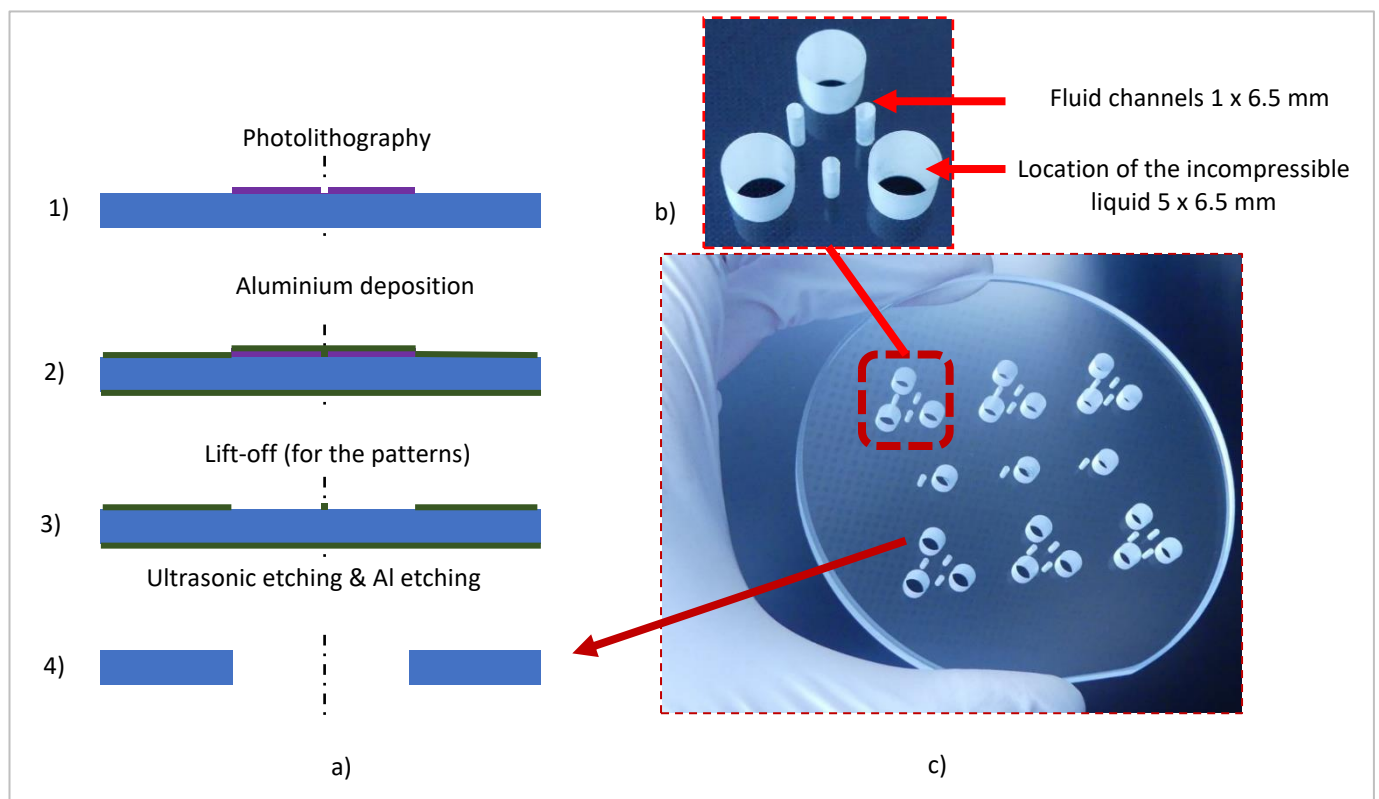 Photolithography
1)
Aluminium deposition
2)
Lift-off (for the patterns)
3)
Ultrasonic etching & Al etching
4)
a)
Fluid channels 1 x 6.5 mm
Location of the incompressible
liquid 5 x 6.5 mm
b)
c)